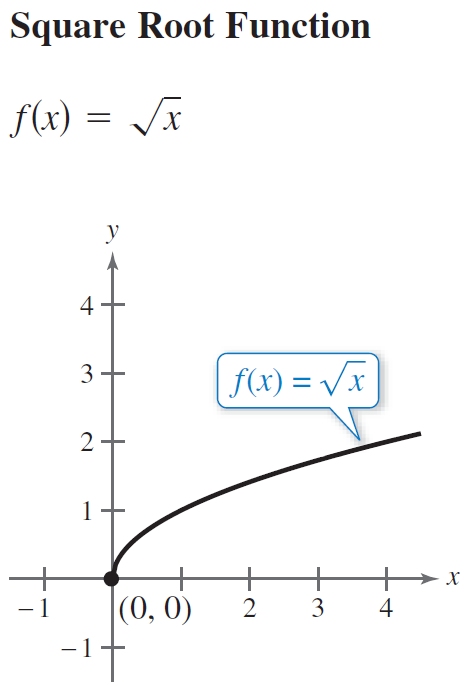 Square Root Function
f(x) = √x
y
4
3
f(x) = √x
2
1
x
−1
(0, 0)
2
3
4
−1